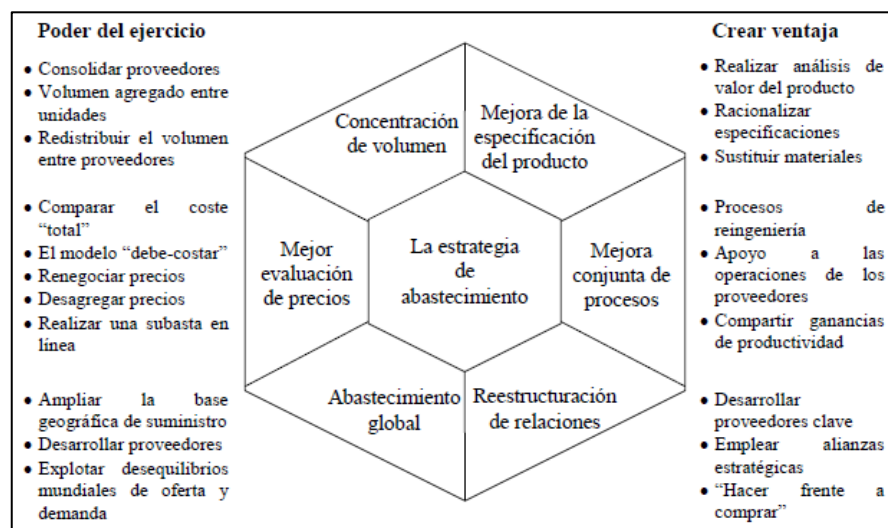 Poder del ejercicio
• Consolidar proveedores
• Volumen agregado entre
unidades
• Redistribuir el volumen
entre proveedores
• Comparar el coste
“total”
• El modelo “debe-costar”
• Renegociar precios
• Desagregar precios
• Realizar una subasta en
línea
• Ampliar la base
geográfica de suministro
• Desarrollar proveedores
• Explotar desequilibrios
mundiales de oferta y
demanda
Concentración
de volumen
Mejora de la
especificación
del producto
Mejor
evaluación
de precios
La estrategia
de
abastecimiento
Mejora
conjunta de
procesos
Abastecimiento
global
Reestructuración
de relaciones
Crear ventaja
• Realizar análisis de
valor del producto
• Racionalizar
especificaciones
• Sustituir materiales
• Procesos de
reingeniería
• Apoyo a las
operaciones de los
proveedores
• Compartir ganancias
de productividad
• Desarrollar
proveedores clave
• Emplear alianzas
estratégicas
• “Hacer frente a
comprar”